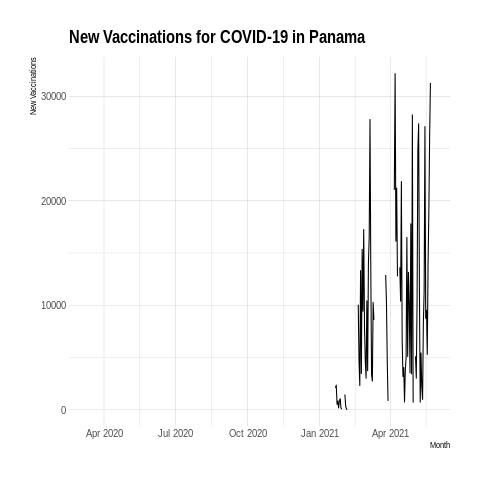 New Vaccinations for COVID-19 in Panama
New Vaccinations
30000
20000
10000
0
Apr 2020
Jul 2020
Oct 2020
Jan 2021
Apr 2021
Month